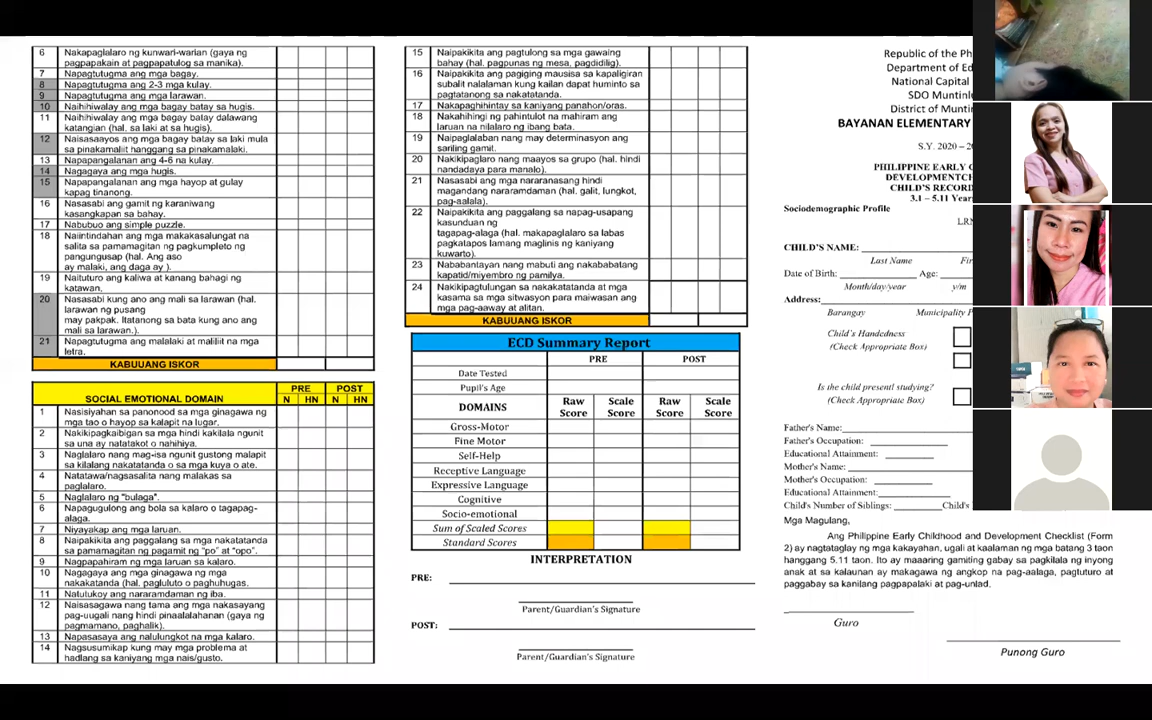 6 Nakapaglalaro ng kunwari-warian (gaya ng
pagpapakain at pagpapatulog sa manika).
7 Nagtutugma ang mga bagay.
8 Napagtutugma ang 2-3 mga kulay.
9 Napagtutugma ang mga larawan.
10 Naihihiwalay ang mga bagay batay sa hugis.
11 Naihihiwalay ang mga bagay batay dalawang
katangian (hal. sa laki at sa hugis).
12 Naisasaayos ang mga bagay batay sa laki mula
sa pinakamaliit hanggang sa pinakamalaki.
13 Napapangalanan ang 4-6 na kulay.
14 Nagagaya ang mga hugis.
15 Napapangalanan ang mga hayop at gulay
kapag tinanong.
16 Nasasabi ang gamit ng karaniwang
kasangkapan sa bahay.
17 Nabubuo ang simple puzzle.
18 Naiintindahan ang mga makakasalungat na
salita sa pamamagitan ng pagkumpleto ng
pangungusap (hal. Ang aso
ay malaki, ang daga ay ).
19 Naituturo ang kaliwa at kanang bahagi ng
katawan.
20 Nasasabi kung ano ang mali sa larawan (hal.
larawan ng pusang
may pakpak. Itatanong sa bata kung ano ang
mali sa larawan.).
21 Napagtutugma ang malalaki at maliliit na mga
letra.
KABUUANG ISKOR
SOCIAL EMOTIONAL DOMAIN PRE POST
N HN N HN
1 Nasisiyahan sa panonood sa mga ginagawa ng
mga tao o hayop sa kalapit na lugar.
2 Nakikipagkaibigan sa mga hindi kakilala ngunit
sa una ay natatakot o nahihiya.
3 Naglalaro nang mag-isa ngunit gustong malapit
sa kilalang nakatatanda o sa mga kuya o ate.
4 Natatawa/nagsasalita nang malakas sa
paglalaro.
5 Naglalaro ng "bulaga".
6 Napagugulong ang bola sa kalaro o tagapag-
alaga.
7 Niyayakap ang mga laruan.
8 Naipakikita ang paggalang sa mga nakatatanda
sa pamamagitan ng pagamit ng "po" at "opo".
9 Nagpapahiram ng mga laruan sa kalaro.
10 Nagagaya ang mga ginagawa ng mga
nakakatanda (hal. pagluluto o paghuhugas.
11 Natutukoy ang nararamdaman ng iba.
12 Naisasagawa nang tama ang mga nakasayang
pag-uugali nang hindi pinaalalahanan (gaya ng
pagmamano, paghalik).
13 Napasasaya ang nalulungkot na mga kalaro.
14 Nagsusumikap kung may mga problema at
hadlang sa kaniyang mga nais/gusto.
15 Naipakikita ang pagtulong sa mga gawaing
bahay (hal. pagpunas ng mesa, pagdidilig).
16 Naipakikita ang pagiging mausisa sa kapaligiran
subalit nalalaman kung kailan dapat huminto sa
pagtatanong sa nakatatanda.
17 Nakapaghihintay sa kaniyang panahon/oras.
18 Nakahihingi ng pahintulot na mahiram ang
laruan na nilalaro ng ibang bata.
19 Naipaglalaban nang may determinasyon ang
sariling gamit.
20 Nakikipaglaro nang maayos sa grupo (hal. hindi
nandadaya para manalo).
21 Nasasabi ang mga nararanasang hindi
magandang nararamdaman (hal. galit, lungkot,
pag-aalala).
22 Naipakikita ang paggalang sa napag-usapang
kasunduan ng
tagapag-alaga (hal. makapaglalaro sa labas
pagkatapos lamang maglinis ng kaniyang
kuwarto).
23 Nababantayan nang mabuti ang nakababatang
kapatid/miyembro ng pamilya.
24 Nakikipagtulungan sa nakakatatanda at mga
kasama sa mga sitwasyon para maiwasan ang
mga pag-aaway at alitan.
KABUUANG ISKOR
ECD Summary Report
PRE POST
Date Tested
Pupil's Age
DOMAINS Raw Score Scale Score Raw Score Scale Score
Gross-Motor
Fine Motor
Self-Help
Receptive Language
Expressive Language
Cognitive
Socio-emotional
Sum of Scaled Scores
Standard Scores
INTERPRETATION
PRE:
Parent/Guardian's Signature
POST:
Parent/Guardian's Signature
Republic of the Ph
Department of Ed
National Capital
SDO Muntinl
District of Muntin
BAYANAN ELEMENTARY
S.Y. 2020 – 2
PHILIPPINE EARLY C
DEVELOPMENTCH
CHILD'S RECORD
3.1 – 5.11 Year
Sociodemographic Profile
LRN
CHILD'S NAME:
Last Name Fir
Date of Birth: Age:
Month/day/year y/m
Address:
Barangay Municipality P
Child's Handedness
(Check Appropriate Box)
Is the child presentl studying?
(Check Appropriate Box)
Father's Name:
Father's Occupation:
Educational Attainment:
Mother's Name:
Mother's Occupation:
Educational Attainment:
Child's Number of Siblings: Child's
Mga Magulang,
Ang Philippine Early Childhood and Development Checklist (Form
2) ay nagtataglay ng mga kakayahan, ugali at kaalaman ng mga batang 3 taon
hanggang 5.11 taon. Ito ay maaaring gamiting gabay sa pagkilala ng inyong
anak at sa kalaunan ay makagawa ng angkop na pag-aalaga, pagtuturo at
paggabay sa kanilang pagpapalaki at pag-unlad.
Guro
Punong Guro